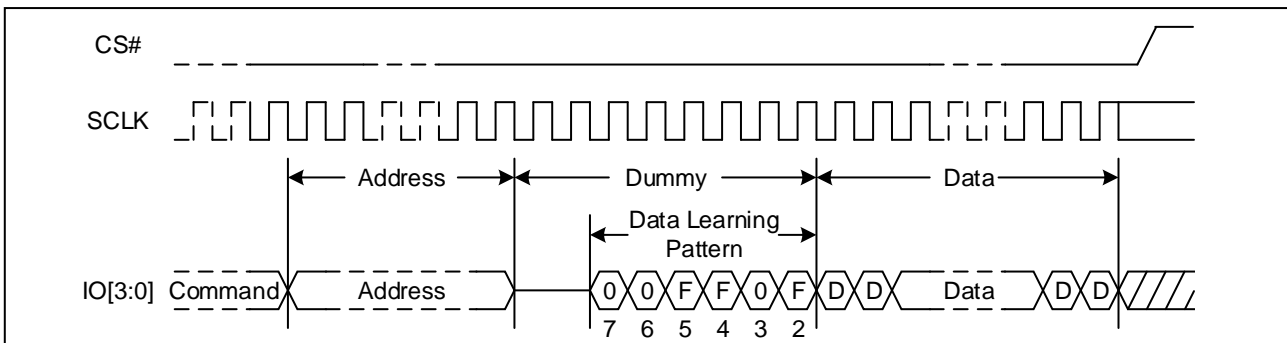 CS#
SCLK
Address Dummy Data
Data Learning
Pattern
IO[3:0] Command Address 0 0 F F 0 F D D Data D D
7 6 5 4 3 2